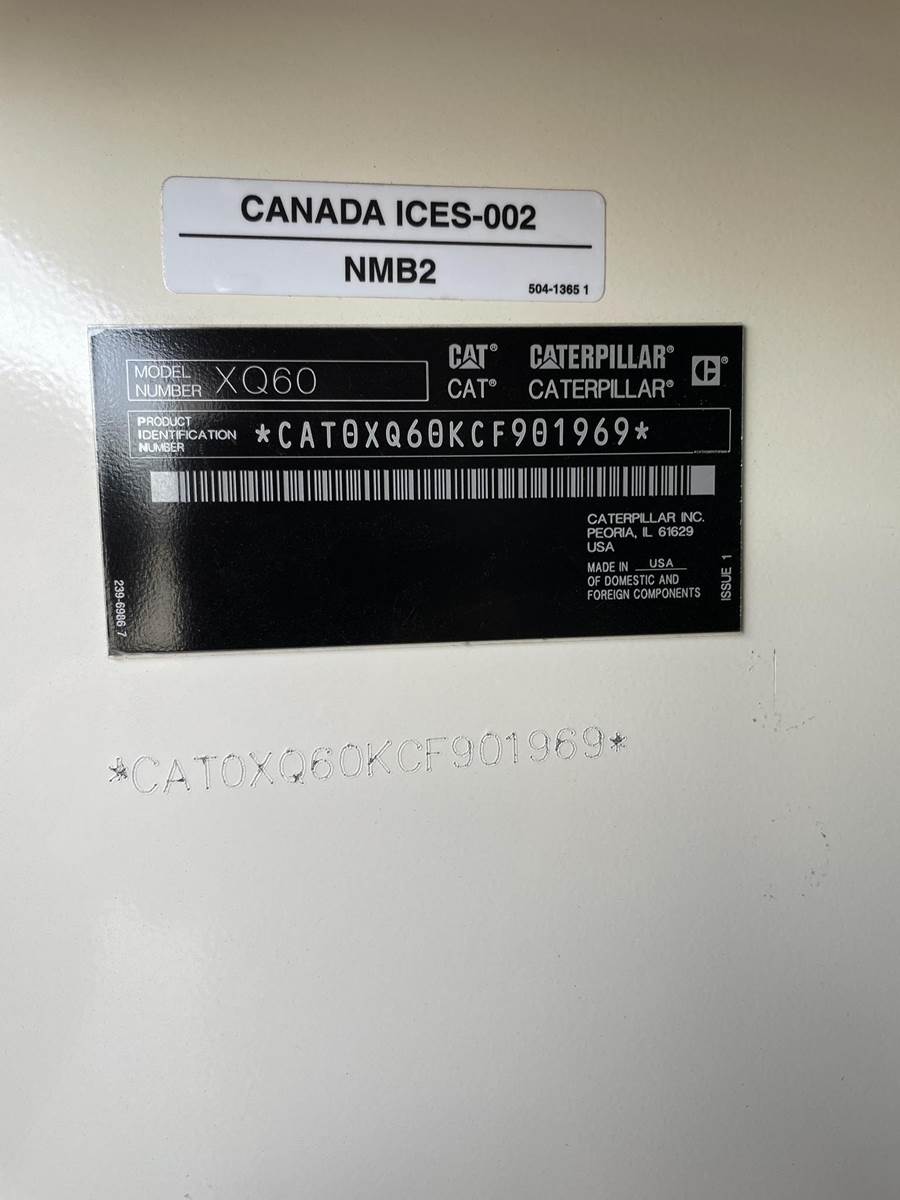 CANADA ICES-002
NMB2
504-1365 1
MODEL NUMBER XQ60
CAT® CATERPILLAR®
CAT® CATERPILLAR®
PRODUCT
IDENTIFICATION
NUMBER
*CAT0XQ60KCF901969*
CATERPILLAR INC.
PEORIA, IL 61629
USA
MADE IN USA
OF DOMESTIC AND
FOREIGN COMPONENTS
ISSUE 1
239-6986 7
*CAT0XQ60KCF901969*